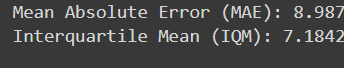 Mean Absolute Error (MAE): 8.987
Interquartile Mean (IQM): 7.1842